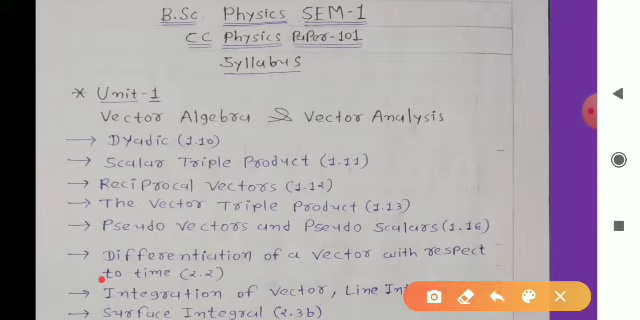 B.Sc. Physics SEM-1
CC Physics Paper-101
Syllabus
* Unit-1
Vector Algebra & Vector Analysis
→ Dyadic (1.10)
→ Scalar Triple Product (1.11)
→ Reciprocal Vectors (1.12)
→ The Vector Triple Product (1.13)
→ Pseudo Vectors and Pseudo Scalars (1.16)
→ Differentiation of a vector with respect
to time (2.2)
→ Integration of vector, Line
→ Surface Integral (2.3b)